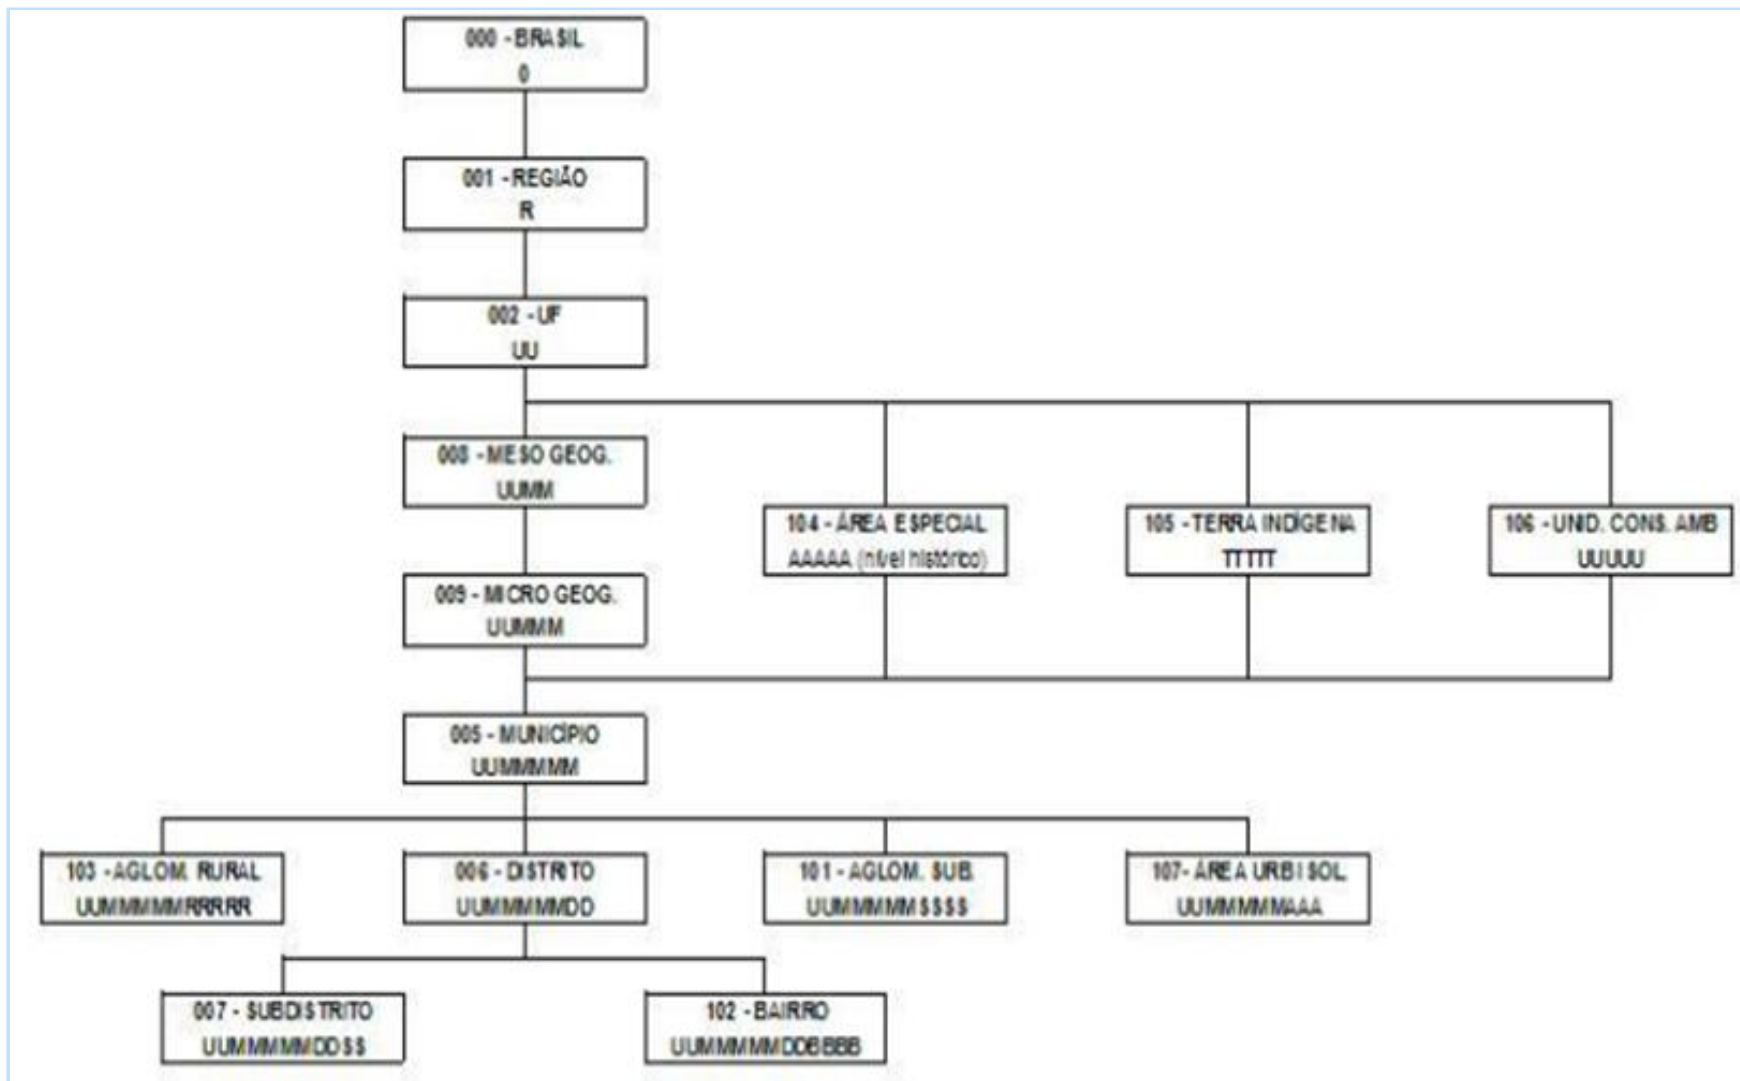 000 - BRASIL
0
001 - REGIÃO
R
002 - UF
UU
008 - MESO GEOG.
UUMM
104 - ÁREA ESPECIAL
AAAAA (nível histórico)
105 - TERRA INDÍGENA
TTTTT
106 - UNID. CONS. AMB
UUUUU
009 - MICRO GEOG.
UUMMM
005 - MUNICÍPIO
UUMMMMM
103 - AGLOM. RURAL
UUMMMMMRRRRR
006 - DISTRITO
UUMMMMMDD
101 - AGLOM. SUB.
UUMMMMMSSSS
107- ÁREA URB ISOL
UUMMMMMAAA
007 - SUBDISTRITO
UUMMMMMDDSS
102 - BAIRRO
UUMMMMMDDBBBB